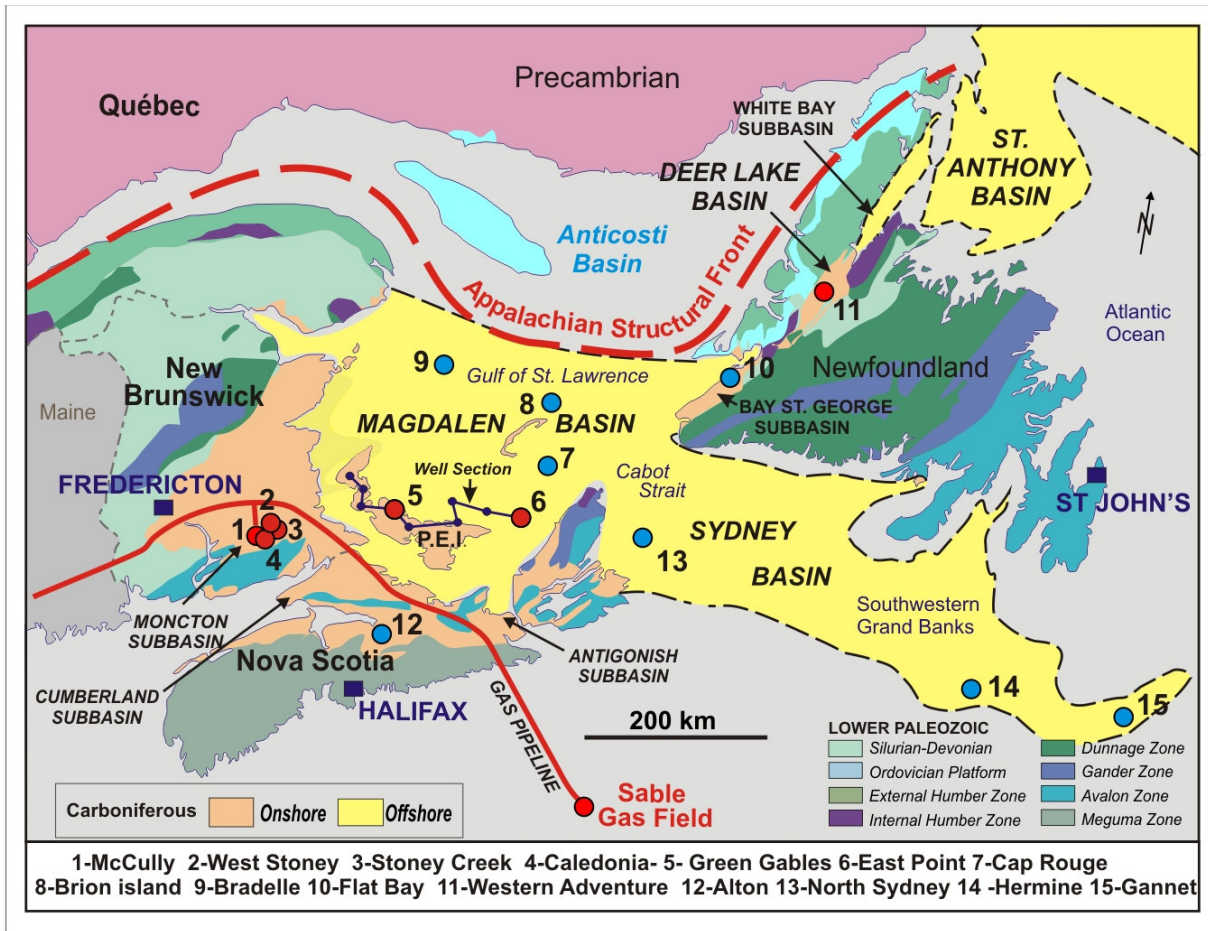 Québec
Precambrian
WHITE BAY
SUBBASIN
ST.
ANTHONY
BASIN
DEER LAKE
BASIN
N
Anticosti
Basin
Appalachian Structural Front
11
Atlantic
Ocean
New
Brunswick
Maine
9
Gulf of St. Lawrence
10
Newfoundland
8
MAGDALEN BASIN
BAY ST. GEORGE
SUBBASIN
7
Well Section
Cabot
Strait
FREDERICTON
5
6
ST JOHN'S
2
1
3
4
P.E.I.
13
SYDNEY
BASIN
MONCTON
SUBBASIN
Southwestern
Grand Banks
12
Nova Scotia
ANTIGONISH
SUBBASIN
CUMBERLAND
SUBBASIN
HALIFAX
GAS PIPELINE
200 km
14
15
Sable
Gas Field
Carboniferous
Onshore
Offshore
LOWER PALEOZOIC
Silurian-Devonian
Ordovician Platform
External Humber Zone
Internal Humber Zone
Dunnage Zone
Gander Zone
Avalon Zone
Meguma Zone
1-McCully 2-West Stoney 3-Stoney Creek 4-Caledonia- 5- Green Gables 6-East Point 7-Cap Rouge
8-Brion island 9-Bradelle 10-Flat Bay 11-Western Adventure 12-Alton 13-North Sydney 14 -Hermine 15-Gannet